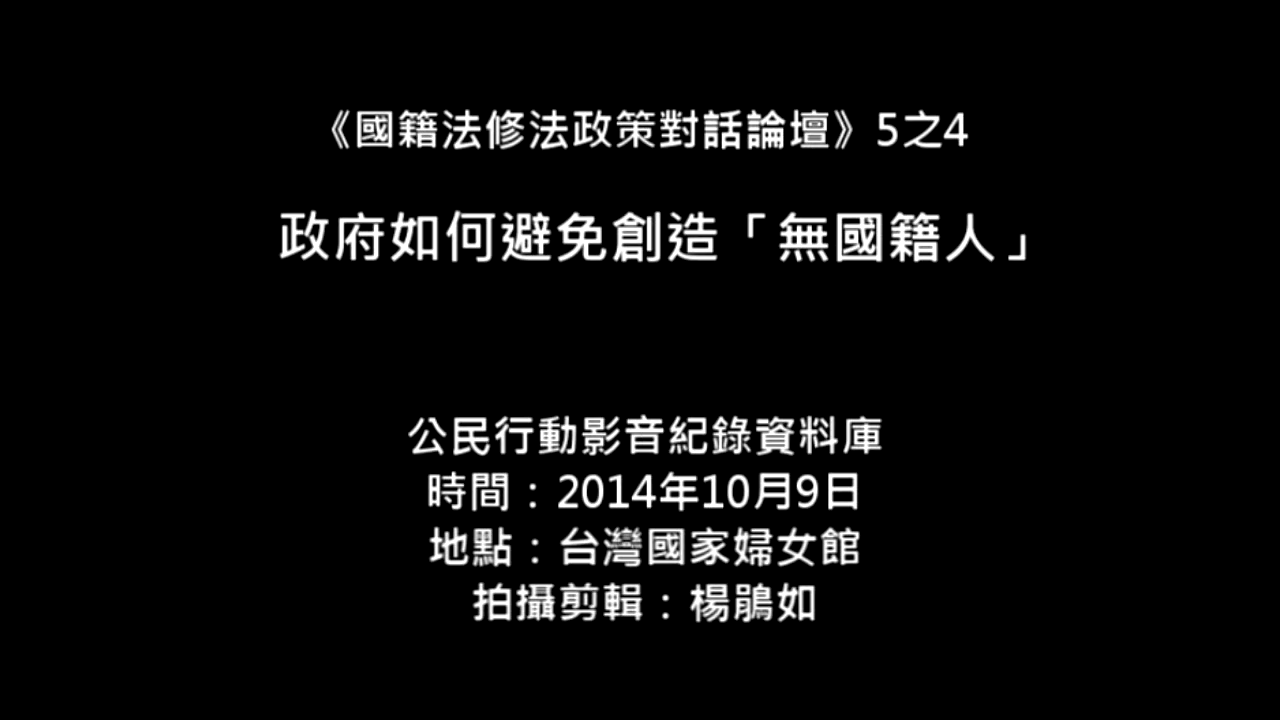 《國籍法修法政策對話論壇》5之4
政府如何避免創造「無國籍人」
公民行動影音紀錄資料庫
時間：2014年10月9日
地點：台灣國家婦女館
拍攝剪輯：楊鵑如